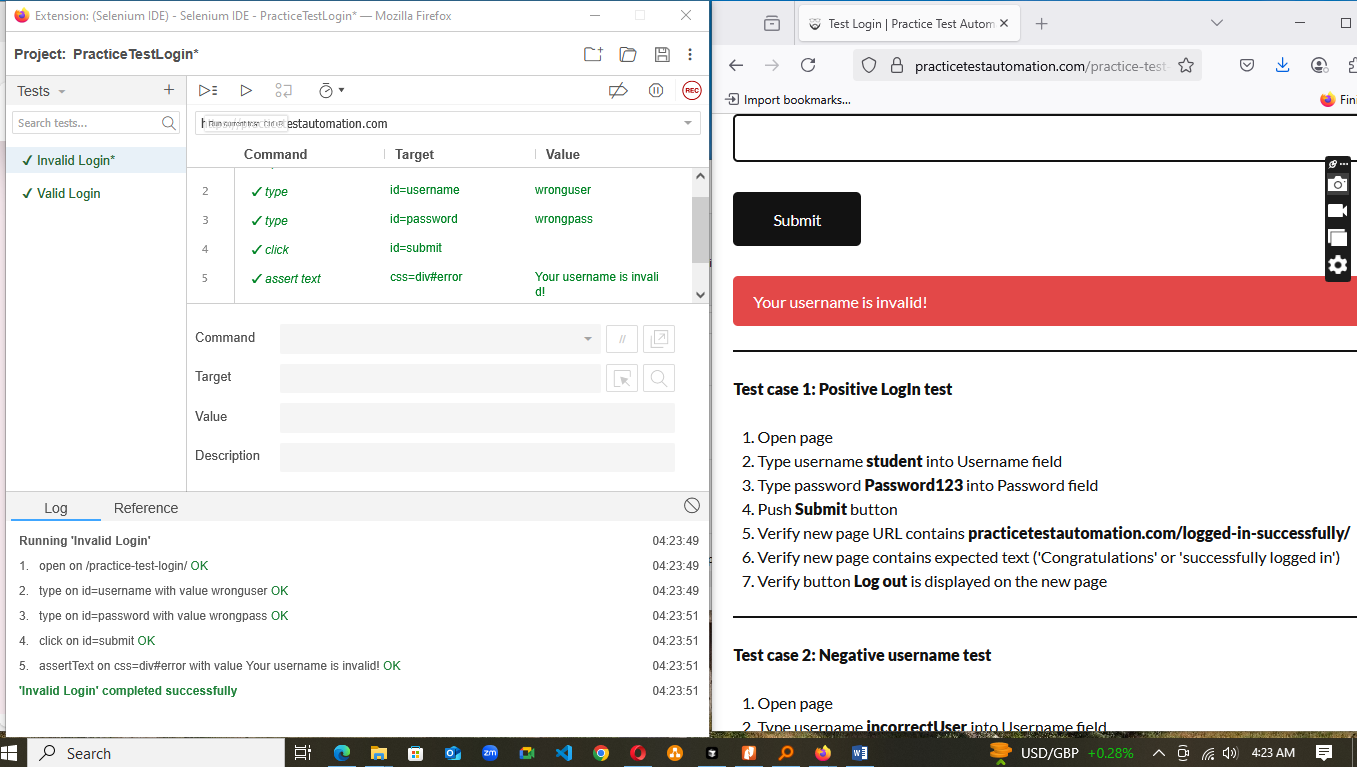 Extension: (Selenium IDE) - Selenium IDE - PracticeTestLogin* — Mozilla Firefox
Project: PracticeTestLogin*
Tests
REC
Search tests...
testautomation.com
Invalid Login*
Valid Login
Command Target Value
2 type id=username wronguser
3 type id=password wrongpass
4 click id=submit
5 assert text css=div#error Your username is invali
d!
Command
//
Target
Value
Description
Log Reference
Running 'Invalid Login' 04:23:49
1. open on /practice-test-login/ OK 04:23:49
2. type on id=username with value wronguser OK 04:23:49
3. type on id=password with value wrongpass OK 04:23:51
4. click on id=submit OK 04:23:51
5. assertText on css=div#error with value Your username is invalid! OK 04:23:51
'Invalid Login' completed successfully 04:23:51
Test Login | Practice Test Autom
practicetestautomation.com/practice-test-
Import bookmarks...
Fin
Submit
Your username is invalid!
Test case 1: Positive LogIn test
1. Open page
2. Type username student into Username field
3. Type password Password123 into Password field
4. Push Submit button
5. Verify new page URL contains practicetestautomation.com/logged-in-successfully/
6. Verify new page contains expected text ('Congratulations' or 'successfully logged in')
7. Verify button Log out is displayed on the new page
Test case 2: Negative username test
1. Open page
2. Type username incorrectUser into Username field
Search
zm
USD/GBP +0.28%
4:23 AM